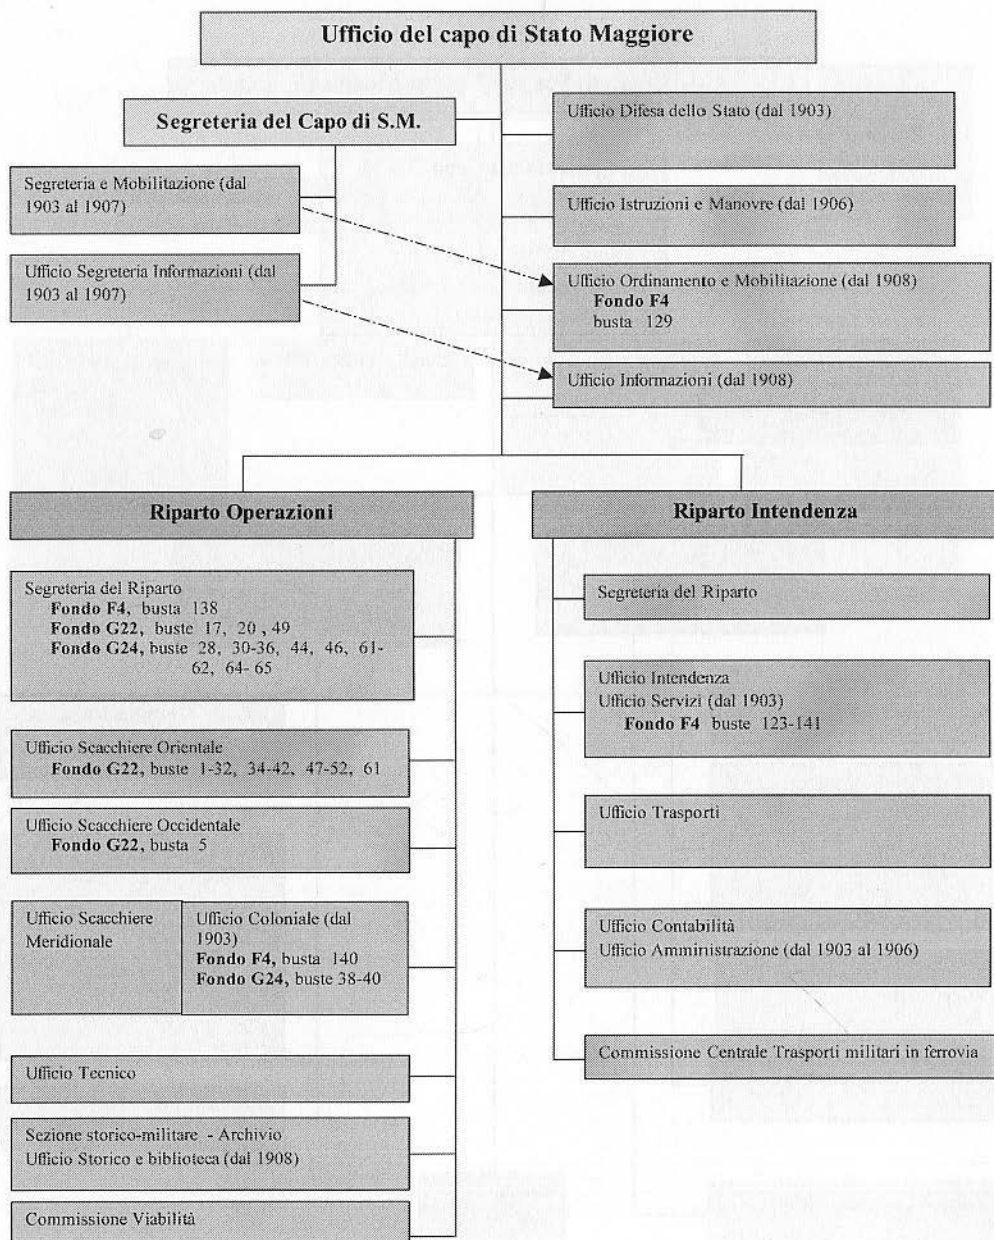 Ufficio del capo di Stato Maggiore
Segreteria del Capo di S.M.
Segreteria e Mobilitazione (dal
1903 al 1907)
Ufficio Segreteria Informazioni (dal
1903 al 1907)
Ufficio Difesa dello Stato (dal 1903)
Ufficio Istruzioni e Manovre (dal 1906)
Ufficio Ordinamento e Mobilitazione (dal 1908)
Fondo F4
busta 129
Ufficio Informazioni (dal 1908)
Riparto Operazioni
Segreteria del Riparto
Fondo F4, busta 138
Fondo G22, buste 17, 20 , 49
Fondo G24, buste 28, 30-36, 44, 46, 61-
62, 64- 65
Ufficio Scacchiere Orientale
Fondo G22, buste 1-32, 34-42, 47-52, 61
Ufficio Scacchiere Occidentale
Fondo G22, busta 5
Ufficio Scacchiere
Meridionale
Ufficio Coloniale (dal
1903)
Fondo F4, busta 140
Fondo G24, buste 38-40
Ufficio Tecnico
Sezione storico-militare - Archivio
Ufficio Storico e biblioteca (dal 1908)
Commissione Viabilità
Riparto Intendenza
Segreteria del Riparto
Ufficio Intendenza
Ufficio Servizi (dal 1903)
Fondo F4 buste 123-141
Ufficio Trasporti
Ufficio Contabilità
Ufficio Amministrazione (dal 1903 al 1906)
Commissione Centrale Trasporti militari in ferrovia